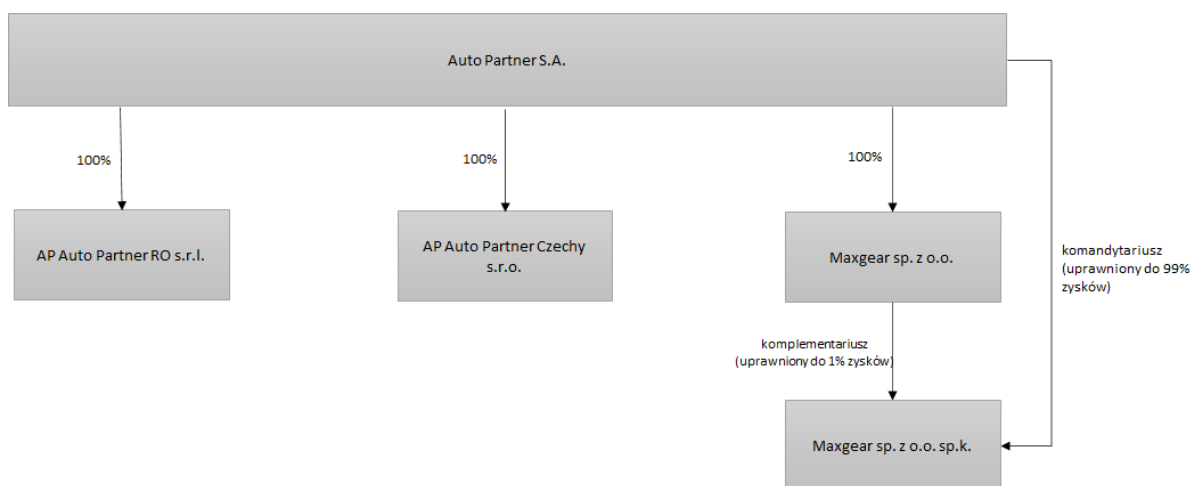 Auto Partner S.A.
100%
100%
100%
AP Auto Partner RO s.r.l.
AP Auto Partner Czechy
s.r.o.
Maxgear sp. z o.o.
komandytariusz
(uprawniony do 99%
zysków)
komplementariusz
(uprawniony do 1% zysków)
Maxgear sp. z o.o. sp.k.